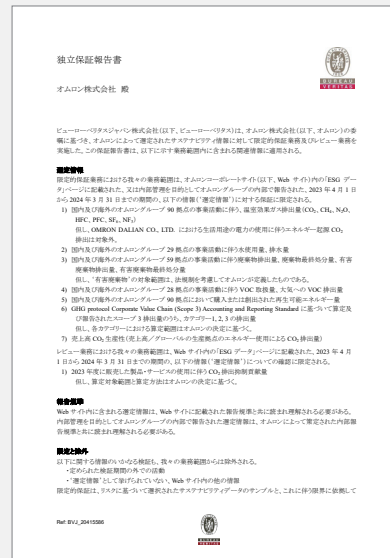 独立保証報告書
BUREAU
VERITAS
オムロン株式会社 殿
ビューローベリタスジャパン株式会社(以下、ビューローベリタス)は、オムロン株式会社(以下、オムロン)の委
嘱に基づき、オムロンによって選定されたサステナビリティ情報に対して限定的保証業務及びレビュー業務を
実施した。この保証報告書は、以下に示す業務範囲内に含まれる関連情報に適用される。
選定情報
限定的保証業務における我々の業務範囲は、オムロンコーポレートサイト(以下、Web サイト)内の「ESG デー
タ」ページに記載された、又は内部管理を目的としてオムロングループの内部で報告された、2023 年 4 月 1 日
から 2024 年 3 月 31 日までの期間の、以下の情報(‘選定情報’)に対する保証に限定される。
1) 国内及び海外のオムロングループ 90 拠点の事業活動に伴う、温室効果ガス排出量(CO2, CH4, N2O,
HFC, PFC, SF6, NF3)
但し、OMRON DALIAN CO., LTD. における生活用途の電力の使用に伴うエネルギー起源 CO2
排出は対象外。
2) 国内及び海外のオムロングループ 29 拠点の事業活動に伴う水使用量、排水量
3) 国内及び海外のオムロングループ 59 拠点の事業活動に伴う廃棄物排出量、廃棄物最終処分量、有害
廃棄物排出量、有害廃棄物最終処分量
但し、‘有害廃棄物’の対象範囲は、法規制を考慮してオムロンが定義したものである。
4) 国内及び海外のオムロングループ 28 拠点の事業活動に伴う VOC 取扱量、大気への VOC 排出量
5) 国内及び海外のオムロングループ 90 拠点において購入または創出された再生可能エネルギー量
6) GHG protocol Corporate Value Chain (Scope 3) Accounting and Reporting Standard に基づいて算定及
び報告されたスコープ 3 排出量のうち、カテゴリー1, 2, 3 の排出量
但し、各カテゴリーにおける算定範囲はオムロンの決定に基づく。
7) 売上高 CO2 生産性(売上高／グローバルの生産拠点のエネルギー使用による CO2 排出量)
レビュー業務における我々の業務範囲は、Web サイト内の「ESG データ」ページに記載された、2023 年 4 月
1 日から 2024 年 3 月 31 日までの期間の、以下の情報(‘選定情報’)についての確認に限定される。
1) 2023 年度に販売した製品・サービスの使用に伴う CO2 排出抑制貢献量
但し、算定対象範囲と算定方法はオムロンの決定に基づく。
報告規準
Web サイト内に含まれる選定情報は、Web サイトに記載された報告規準と共に読まれ理解される必要がある。
内部管理を目的としてオムロングループの内部で報告された選定情報は、オムロンによって策定された内部報
告規準と共に読まれ理解される必要がある。
限定と除外
以下に関する情報のいかなる検証も、我々の業務範囲からは除外される。
・定められた検証期間の外での活動
・‘選定情報’として挙げられていない、Web サイト内の他の情報
限定的保証は、リスクに基づいて選択されたサステナビリティデータのサンプルと、これに伴う限界に依拠して
Ref: BVJ_20415586